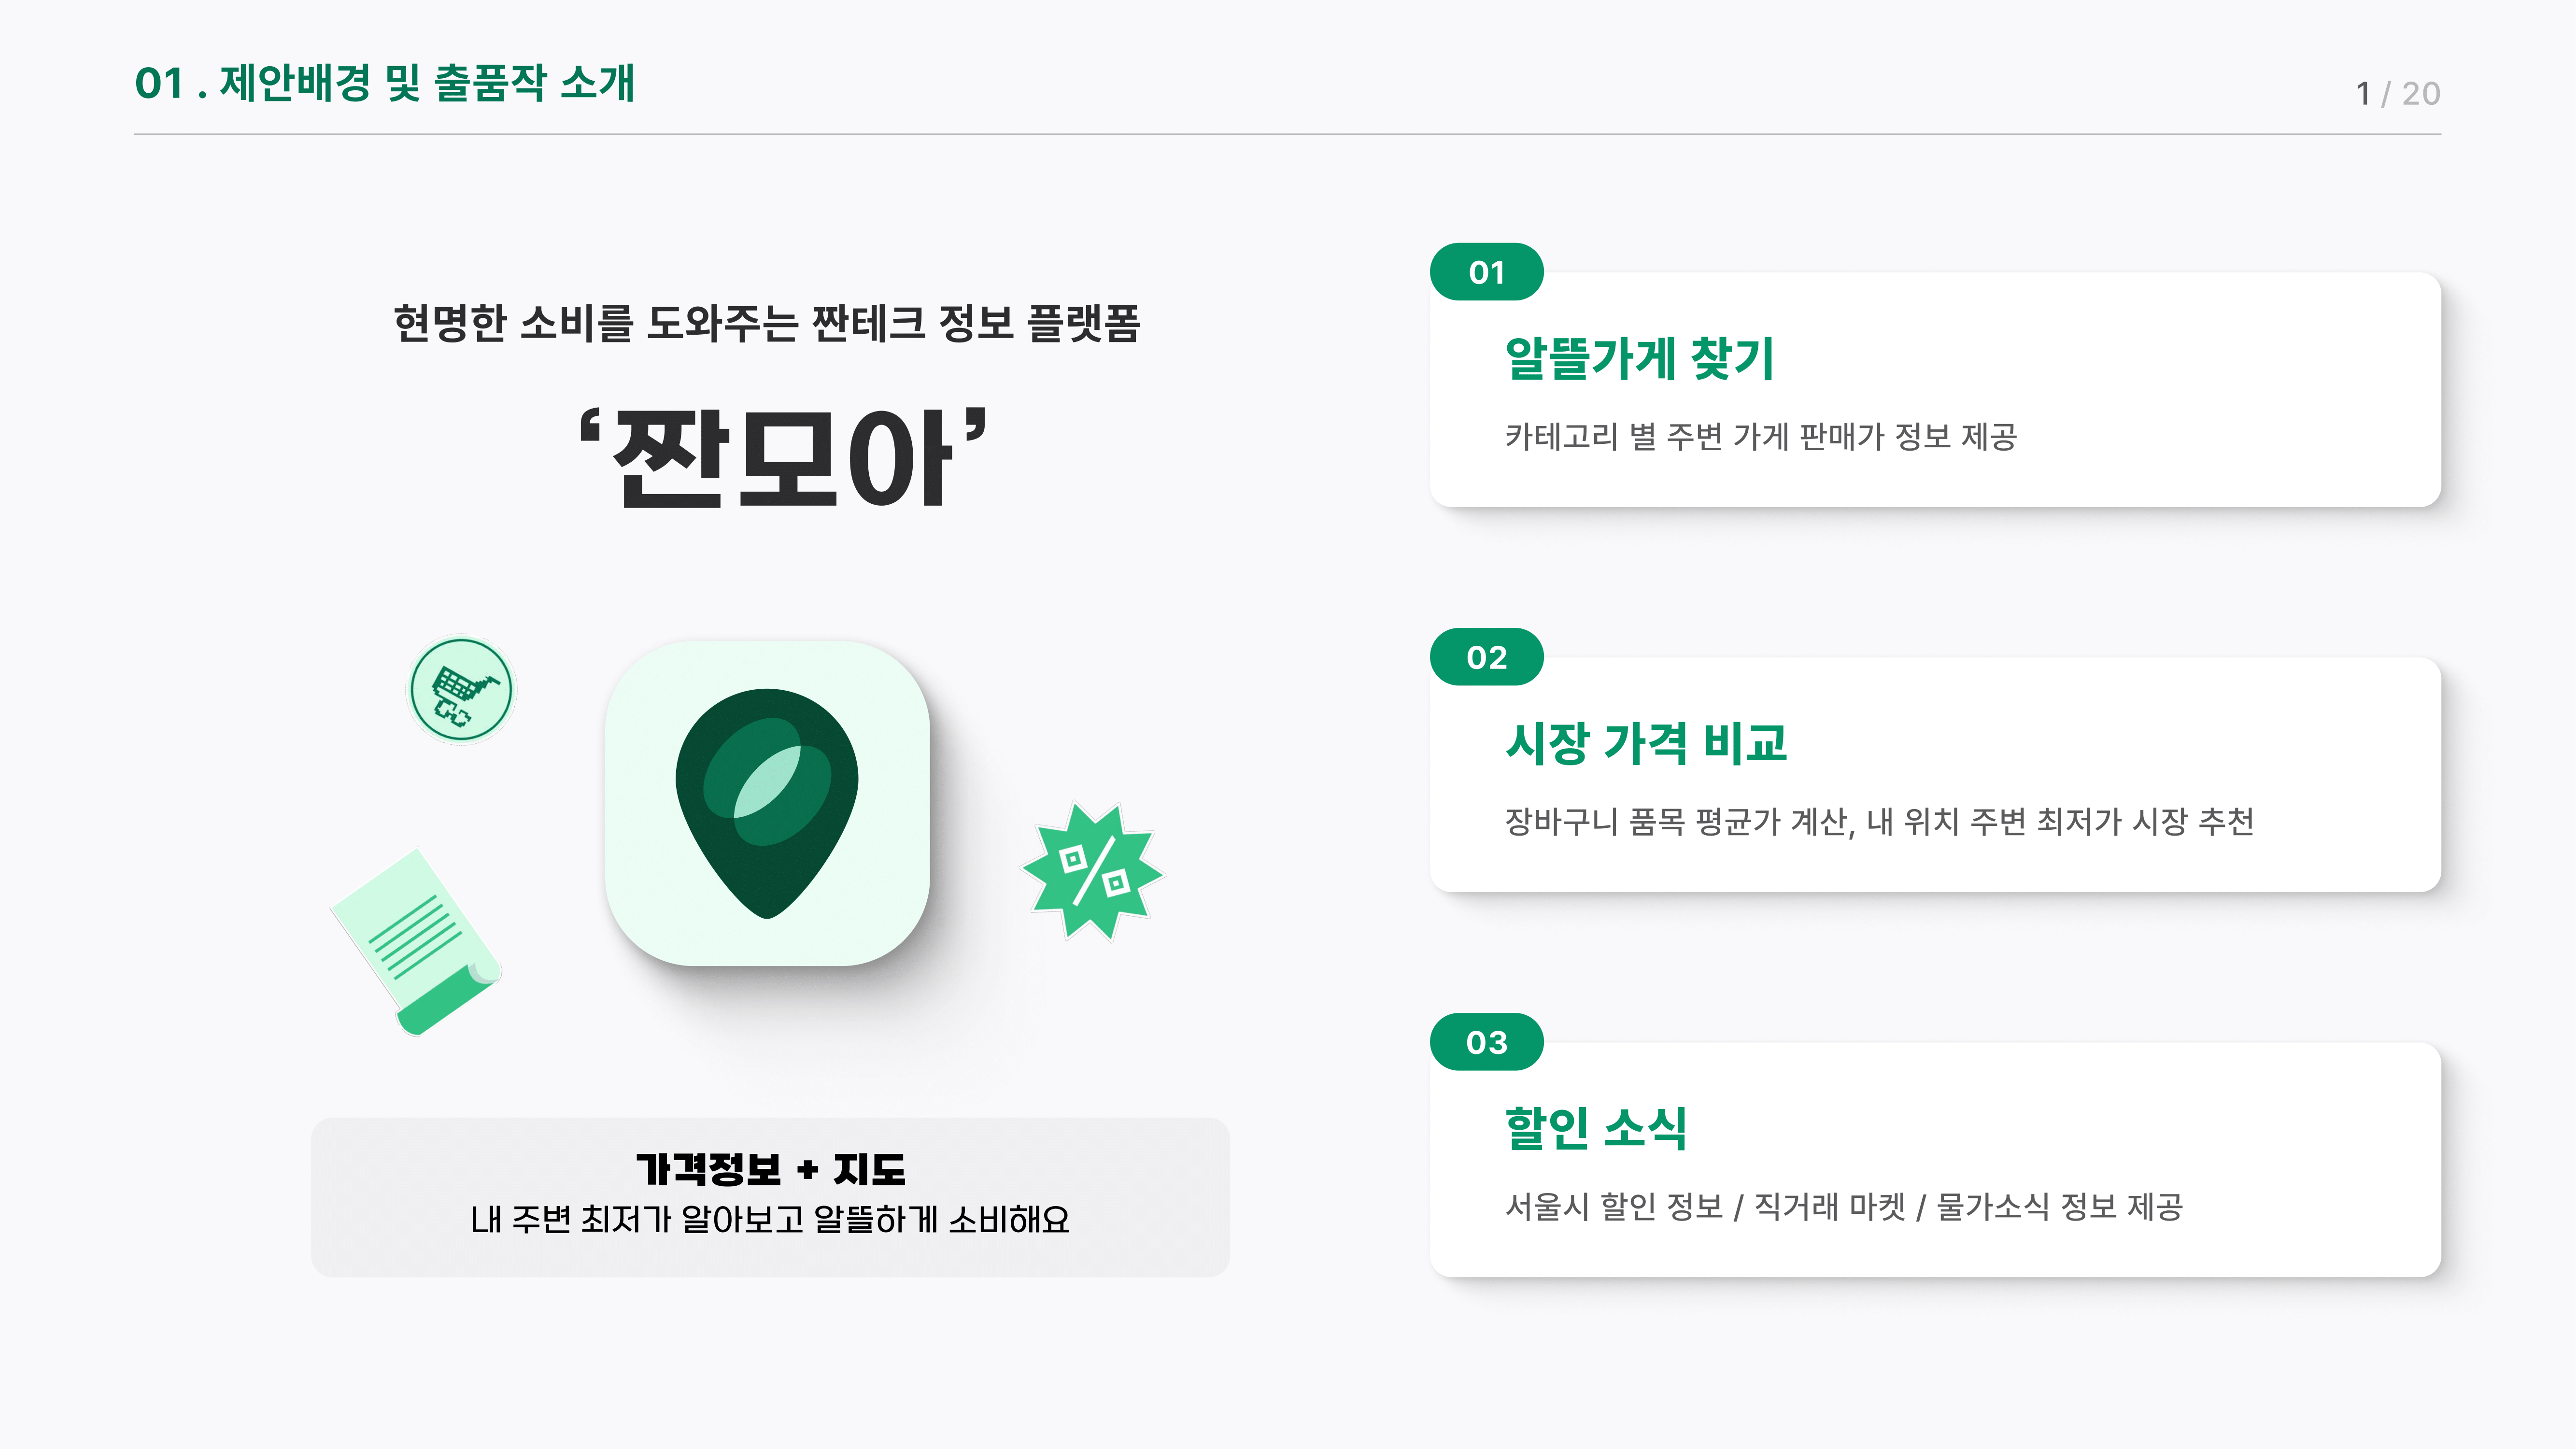 01 . 제안배경 및 출품작 소개
1 / 20
현명한 소비를 도와주는 짠테크 정보 플랫폼
‘짠모아’
가격정보 + 지도
내 주변 최저가 알아보고 알뜰하게 소비해요
01
알뜰가게 찾기
카테고리 별 주변 가게 판매가 정보 제공
02
시장 가격 비교
장바구니 품목 평균가 계산, 내 위치 주변 최저가 시장 추천
03
할인 소식
서울시 할인 정보 / 직거래 마켓 / 물가소식 정보 제공